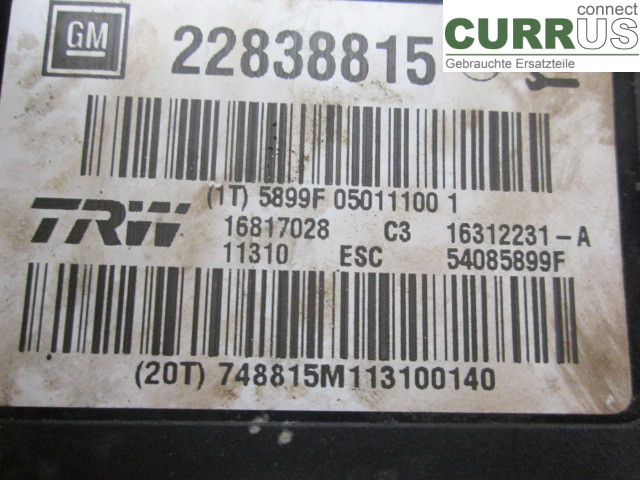 connect
CURRUS
Gebrauchte Ersatzteile
GM
22838815
(1T) 5899F 05011100 1
TRW
16817028 C3 16312231-A
11310 ESC 54085899F
(20T) 748815M113100140